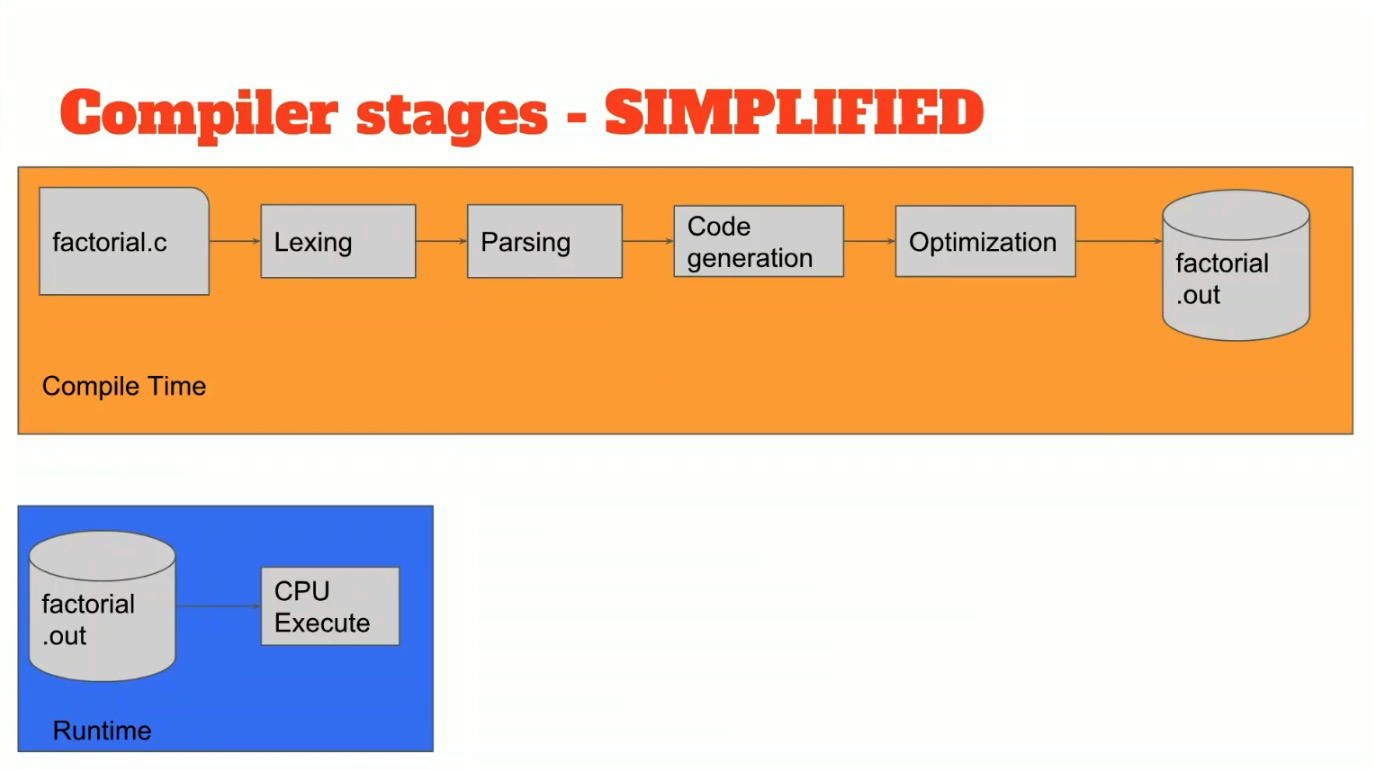 Compiler stages - SIMPLIFIED
factorial.c
Lexing
Parsing
Code
generation
Optimization
factorial
.out
Compile Time
factorial
.out
CPU
Execute
Runtime